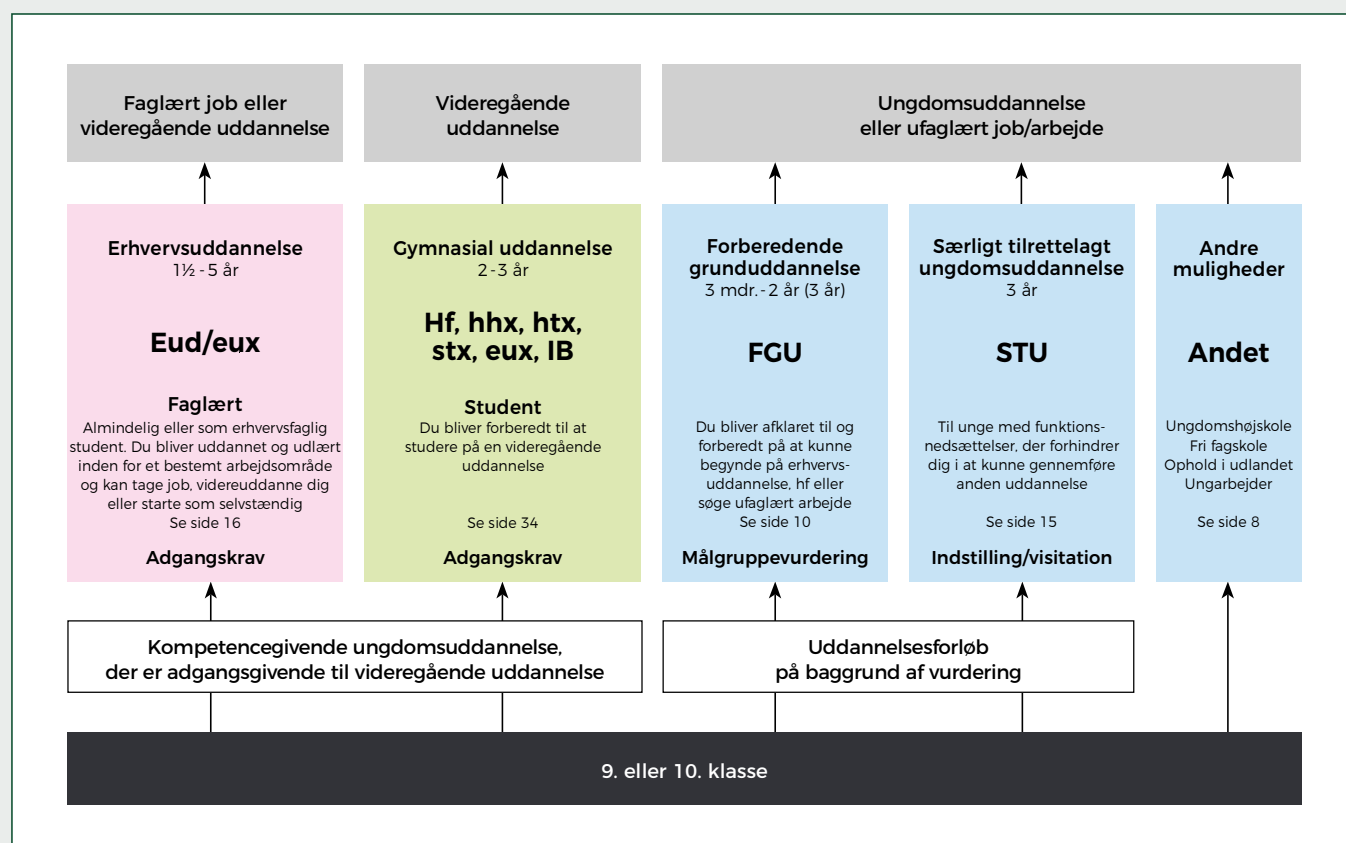 Faglært job eller
videregående uddannelse
Videregående
uddannelse
Ungdomsuddannelse
eller ufaglært job/arbejde
Erhvervsuddannelse
1½ - 5 år
Eud/eux
Faglært
Almindelig eller som erhvervsfaglig
student. Du bliver uddannet og udlært
inden for et bestemt arbejdsområde
og kan tage job, videreuddanne dig
eller starte som selvstændig
Se side 16
Adgangskrav
Gymnasial uddannelse
2 - 3 år
Hf, hhx, htx,
stx, eux, IB
Student
Du bliver forberedt til at
studere på en videregående
uddannelse
Se side 34
Adgangskrav
Forberedende
grunduddannelse
3 mdr. - 2 år (3 år)
FGU
Du bliver afklaret til og
forberedt på at kunne
begynde på erhvervs-
uddannelse, hf eller
søge ufaglært arbejde
Se side 10
Målgruppevurdering
Særligt tilrettelagt
ungdomsuddannelse
3 år
STU
Til unge med funktions-
nedsættelser, der forhindrer
dig i at kunne gennemføre
anden uddannelse
Se side 15
Indstilling/visitation
Andre
muligheder
Andet
Ungdomshøjskole
Fri fagskole
Ophold i udlandet
Ungarbejder
Se side 8
Kompetencegivende ungdomsuddannelse,
der er adgangsgivende til videregående uddannelse
Uddannelsesforløb
på baggrund af vurdering
9. eller 10. klasse